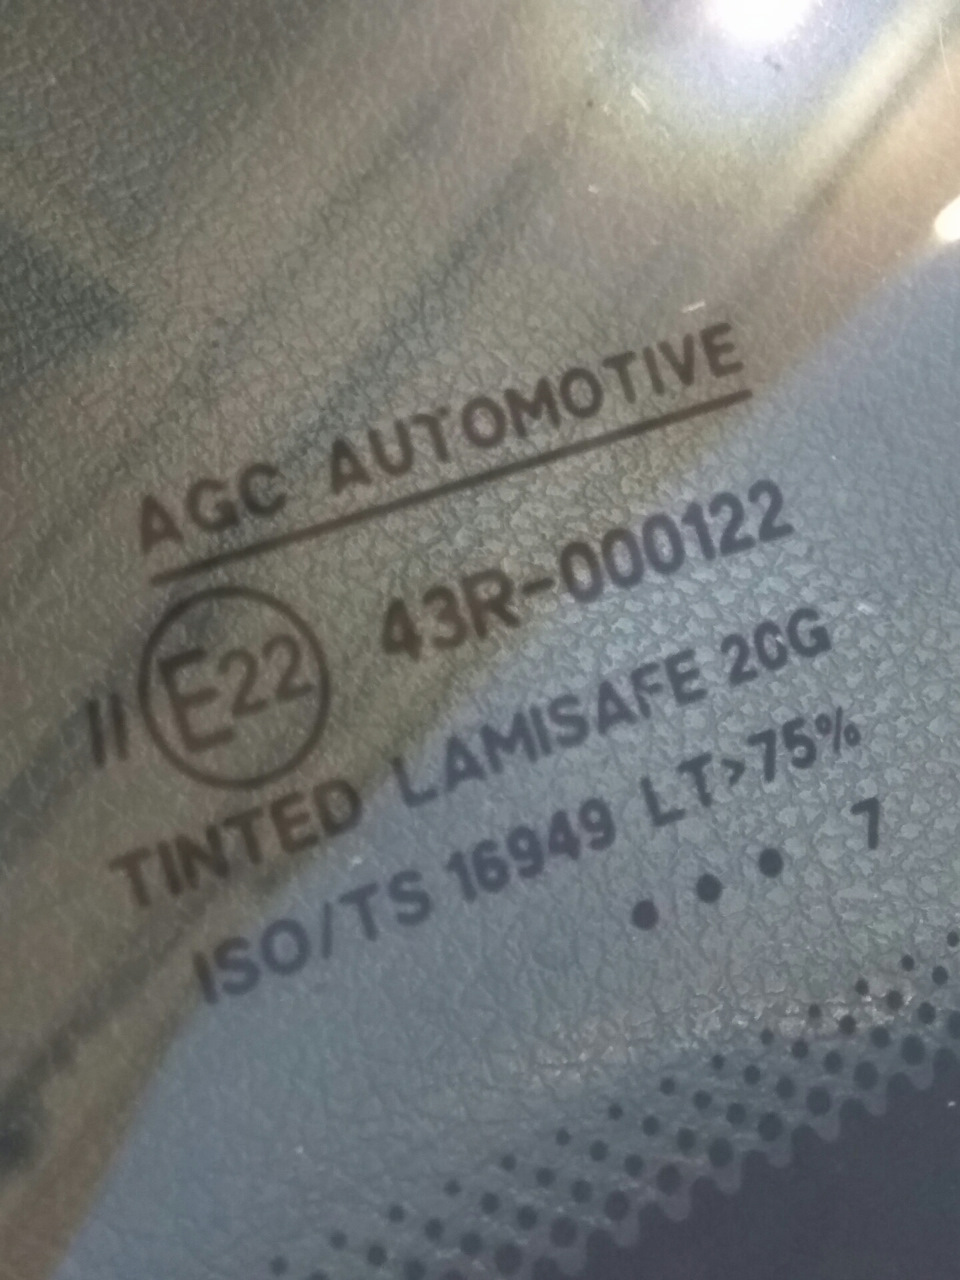 AGC AUTOMOTIVE
43R-000122
II E22
TINTED LAMISAFE 20G
ISO/TS 16949 LT>75%
. . . 7